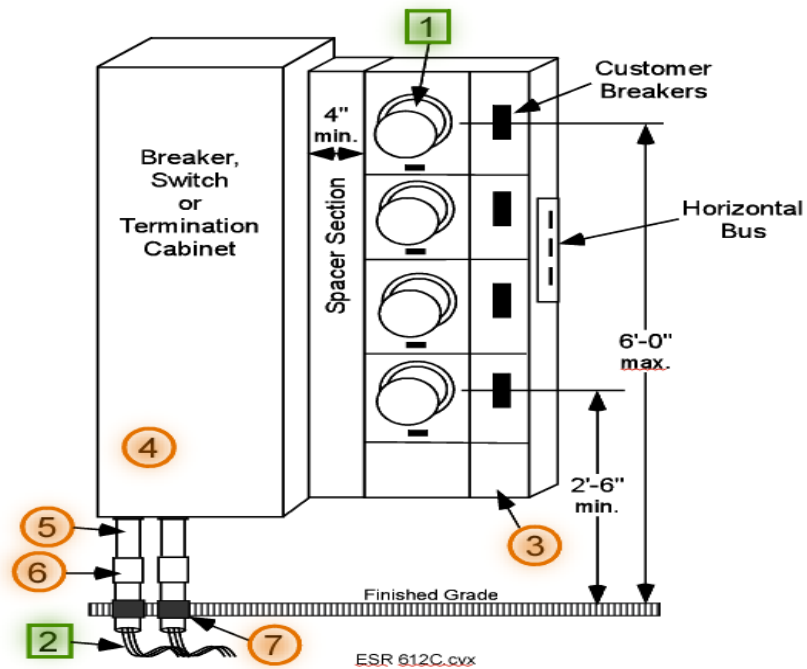 1
Customer
Breakers
4"
min.
Breaker,
Switch
or
Termination
Cabinet
Spacer Section
Horizontal
Bus
6'-0"
max.
4
2'-6"
min.
5
3
6
Finished Grade
2
7
ESR 612C.cvx